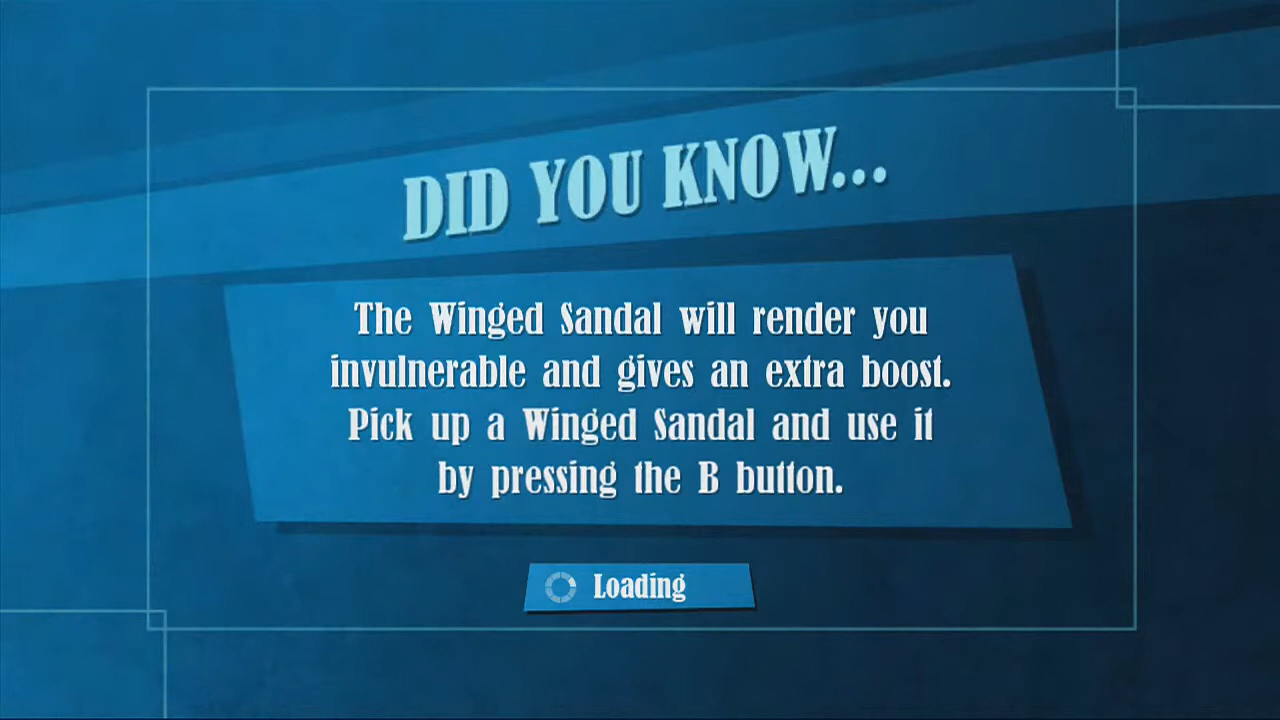 DID YOU KNOW...
The Winged Sandal will render you
invulnerable and gives an extra boost.
Pick up a Winged Sandal and use it
by pressing the B button.
Loading